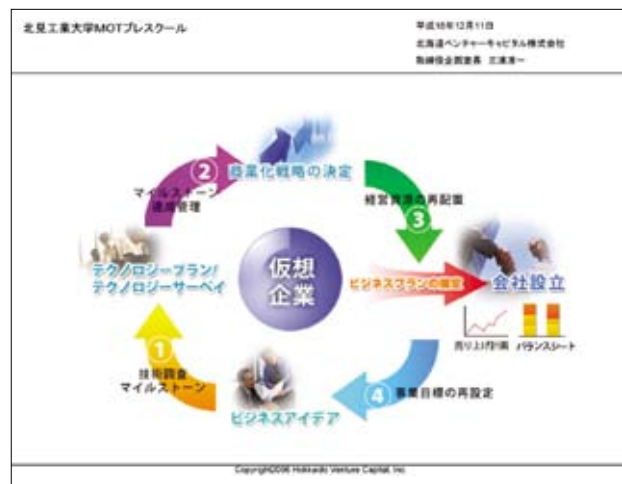 北見工業大学MOTプレスクール
平成18年12月11日
北海道ベンチャーキャピタル株式会社
取締役企画室長 三浦淳一
②
商業化戦略の決定
マイルストーン
達成管理
経営資源の再配置
③
テクノロジープラン/
テクノロジーサーベイ
仮想
企業
ビジネスプランの確定
会社設立
売り上げ計画
バランスシート
①
技術調査
マイルストーン
④
事業目標の再設定
ビジネスアイデア
Copyright2006 Hokkaido Venture Capital, Inc.